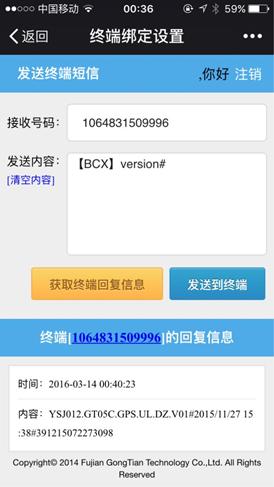 中国移动 00:36 59%
返回 终端绑定设置
发送终端短信 ,你好 注销
接收号码： 1064831509996
发送内容： 【BCX】version#
[清空内容]
获取终端回复信息 发送到终端
终端[1064831509996]的回复信息
时间：2016-03-14 00:40:23
内容：YSJ012.GT05C.GPS.UL.DZ.V01#2015/11/27 15
:38#391215072273098
Copyright© 2014 Fujian GongTian Technology Co.,Ltd. All Rights
Reserved